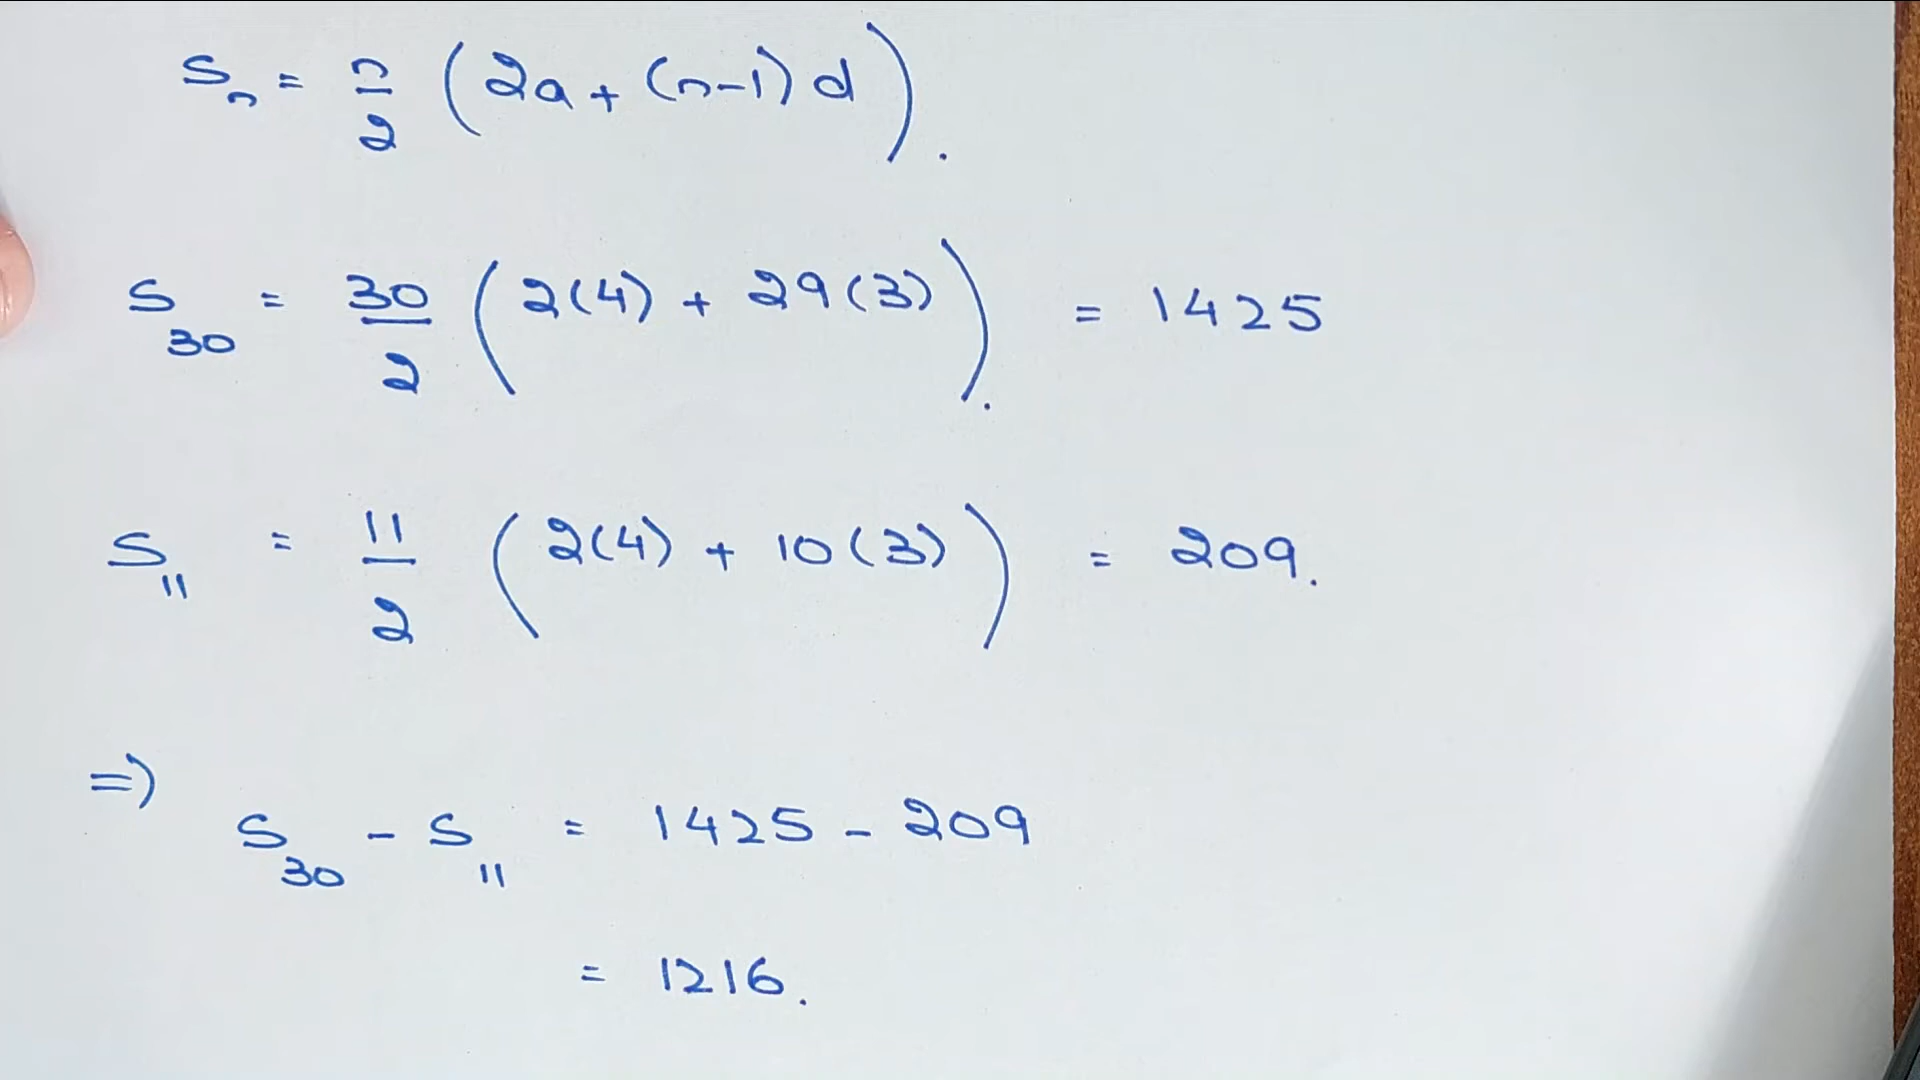 Sn = n/2 (2a + (n-1) d).
S30 = 30/2 (2(4) + 29(3)). = 1425
S11 = 11/2 (2(4) + 10(3)) = 209.
=)
S30 - S11 = 1425 - 209
= 1216.